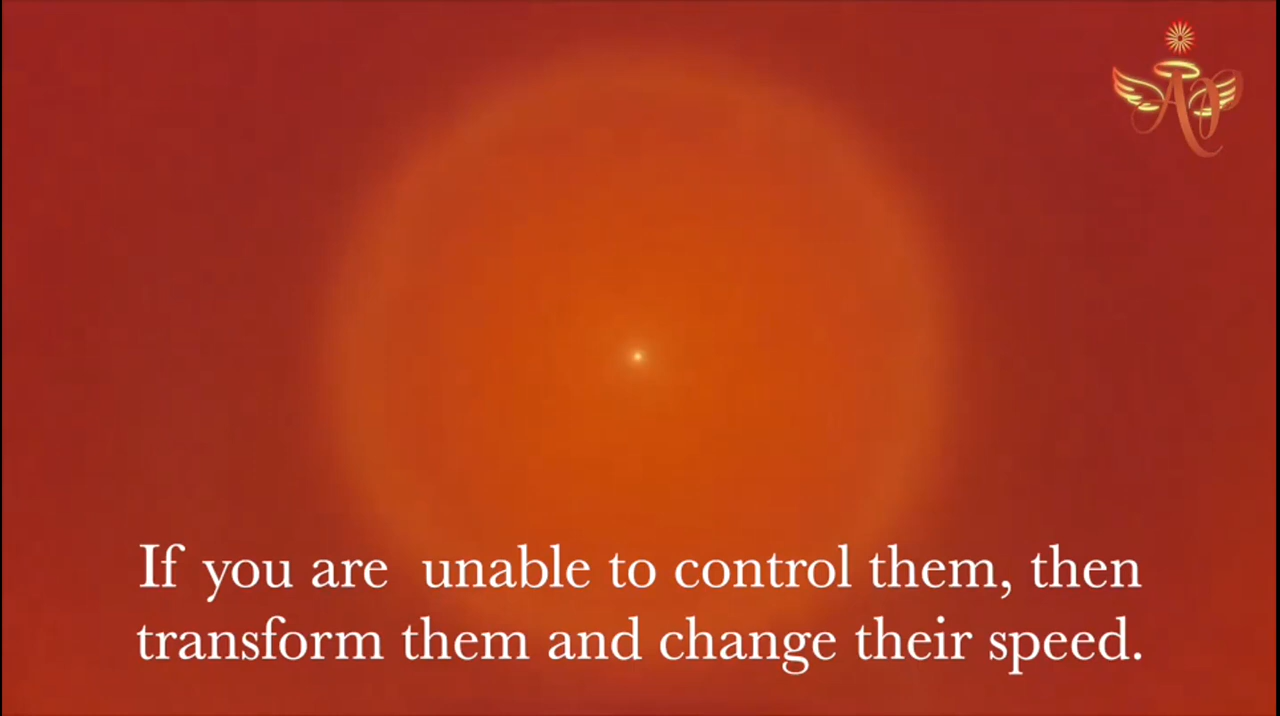 If you are  unable to control them, then
transform them and change their speed.